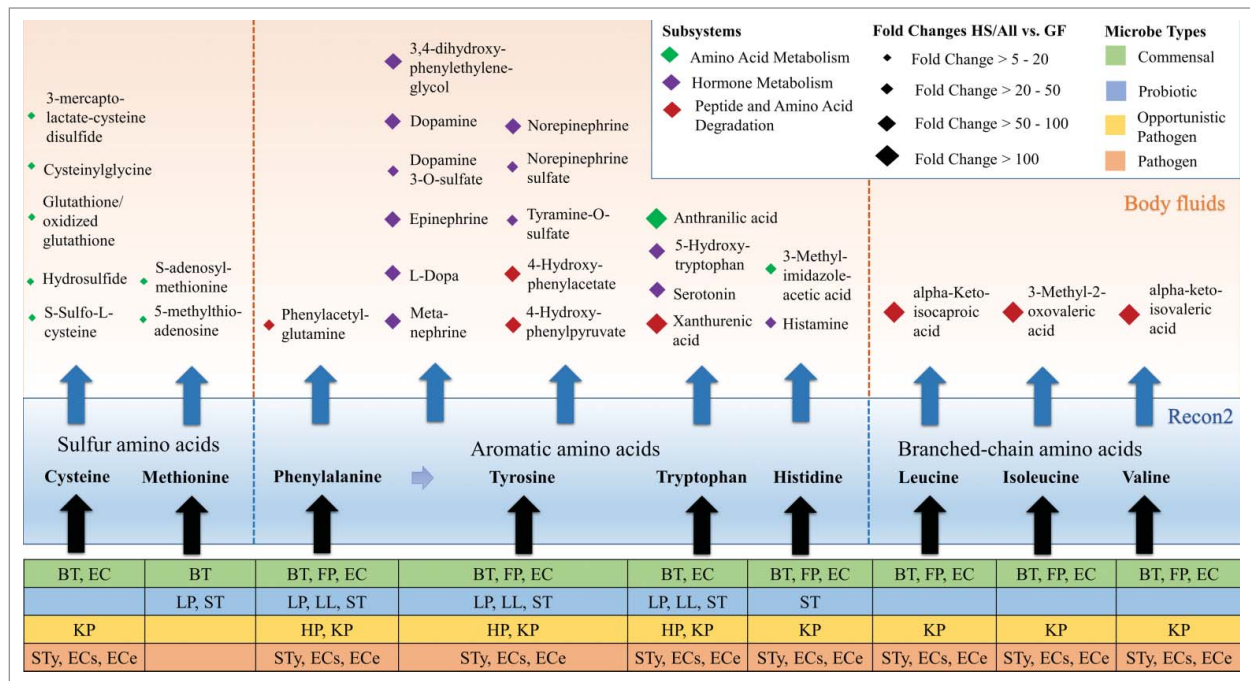 Subsystems
Amino Acid Metabolism
Hormone Metabolism
Peptide and Amino Acid
Degradation
Fold Changes HS/All vs. GF
Fold Change > 5 - 20
Fold Change > 20 - 50
Fold Change > 50 - 100
Fold Change > 100
Microbe Types
Commensal
Probiotic
Opportunistic
Pathogen
Pathogen
Body fluids
3-mercapto-
lactate-cysteine
disulfide
Cysteinylglycine
Glutathione/
oxidized
glutathione
Hydrosulfide
S-Sulfo-L-
cysteine
S-adenosyl-
methionine
5-methylthio-
adenosine
Phenylacetyl-
glutamine
3,4-dihydroxy-
phenylethylene-
glycol
Dopamine
Dopamine
3-O-sulfate
Epinephrine
L-Dopa
Meta-
nephrine
Norepinephrine
Norepinephrine
sulfate
Tyramine-O-
sulfate
4-Hydroxy-
phenylacetate
4-Hydroxy-
phenylpyruvate
Anthranilic acid
5-Hydroxy-
tryptophan
Serotonin
Xanthurenic
acid
3-Methyl-
imidazole-
acetic acid
Histamine
alpha-Keto-
isocaproic
acid
3-Methyl-2-
oxovaleric
acid
alpha-keto-
isovaleric
acid
Recon2
Sulfur amino acids
Aromatic amino acids
Branched-chain amino acids
Cysteine Methionine Phenylalanine Tyrosine Tryptophan Histidine Leucine Isoleucine Valine
BT, EC BT BT, FP, EC BT, FP, EC BT, EC BT, FP, EC BT, FP, EC BT, FP, EC BT, FP, EC
LP, ST LP, LL, ST LP, LL, ST LP, LL, ST ST
KP HP, KP HP, KP HP, KP KP KP KP KP
STy, ECs, ECe STy, ECs, ECe STy, ECs, ECe STy, ECs, ECe STy, ECs, ECe STy, ECs, ECe STy, ECs, ECe STy, ECs, ECe